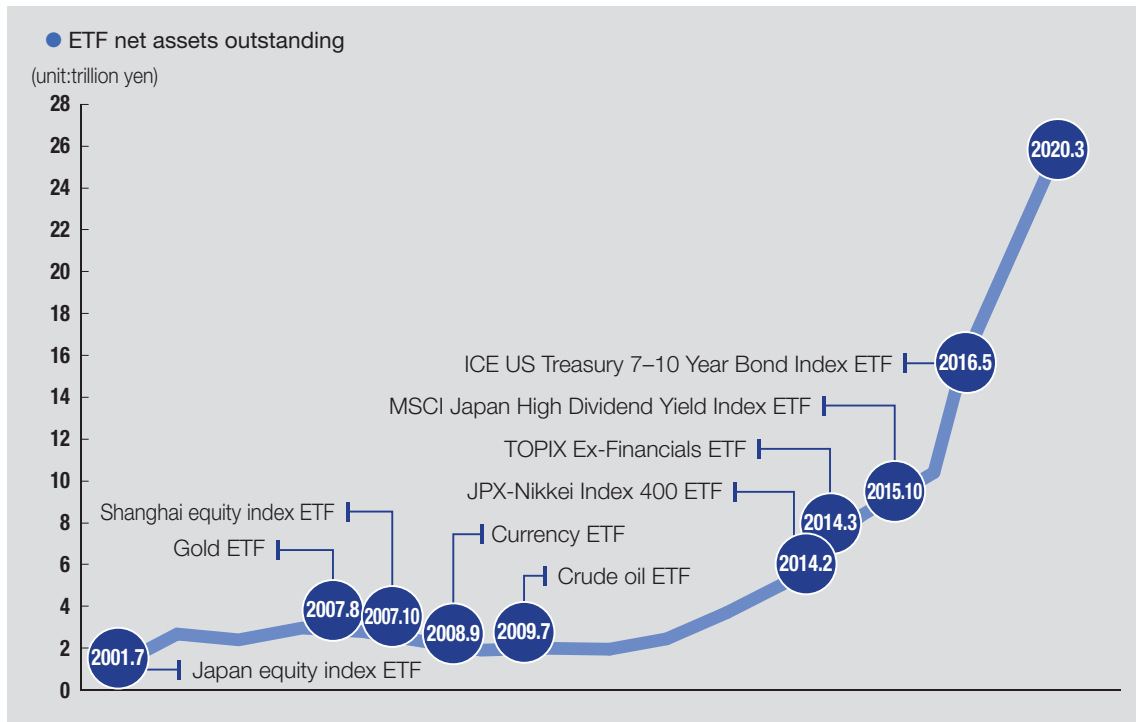 ETF net assets outstanding
(unit:trillion yen)
28
26
24
22
20
18
16
14
12
10
8
6
4
2
0
2020.3
ICE US Treasury 7–10 Year Bond Index ETF
2016.5
MSCI Japan High Dividend Yield Index ETF
TOPIX Ex-Financials ETF
JPX-Nikkei Index 400 ETF
2015.10
Shanghai equity index ETF
2014.3
Gold ETF
Currency ETF
2014.2
Crude oil ETF
2007.8
2007.10
2008.9
2009.7
2001.7
Japan equity index ETF